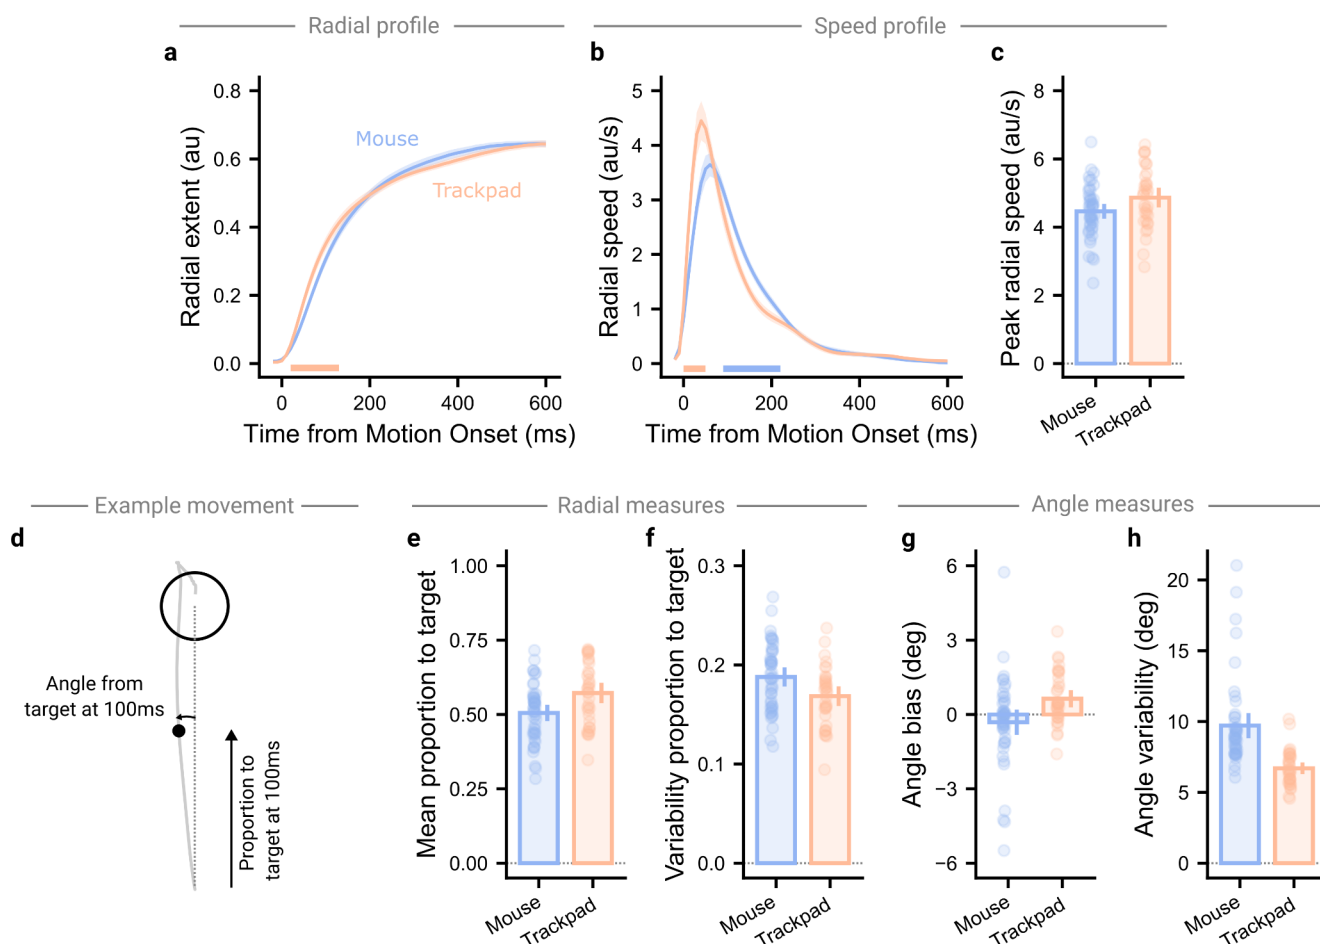 Radial profile
Speed profile
a
b
c
0.8
0.6
0.4
0.2
0.0
Radial extent (au)
Mouse
Trackpad
0
200
400
600
Time from Motion Onset (ms)
5
4
3
2
1
0
Radial speed (au/s)
0
200
400
600
Time from Motion Onset (ms)
8
6
4
2
0
Peak radial speed (au/s)
Mouse
Trackpad
Example movement
Radial measures
Angle measures
d
e
f
g
h
Angle from
target at 100ms
Proportion to
target at 100ms
1.00
0.75
0.50
0.25
0.00
Mean proportion to target
Mouse
Trackpad
0.3
0.2
0.1
0.0
Variability proportion to target
Mouse
Trackpad
6
3
0
−3
−6
Angle bias (deg)
Mouse
Trackpad
20
15
10
5
0
Angle variability (deg)
Mouse
Trackpad